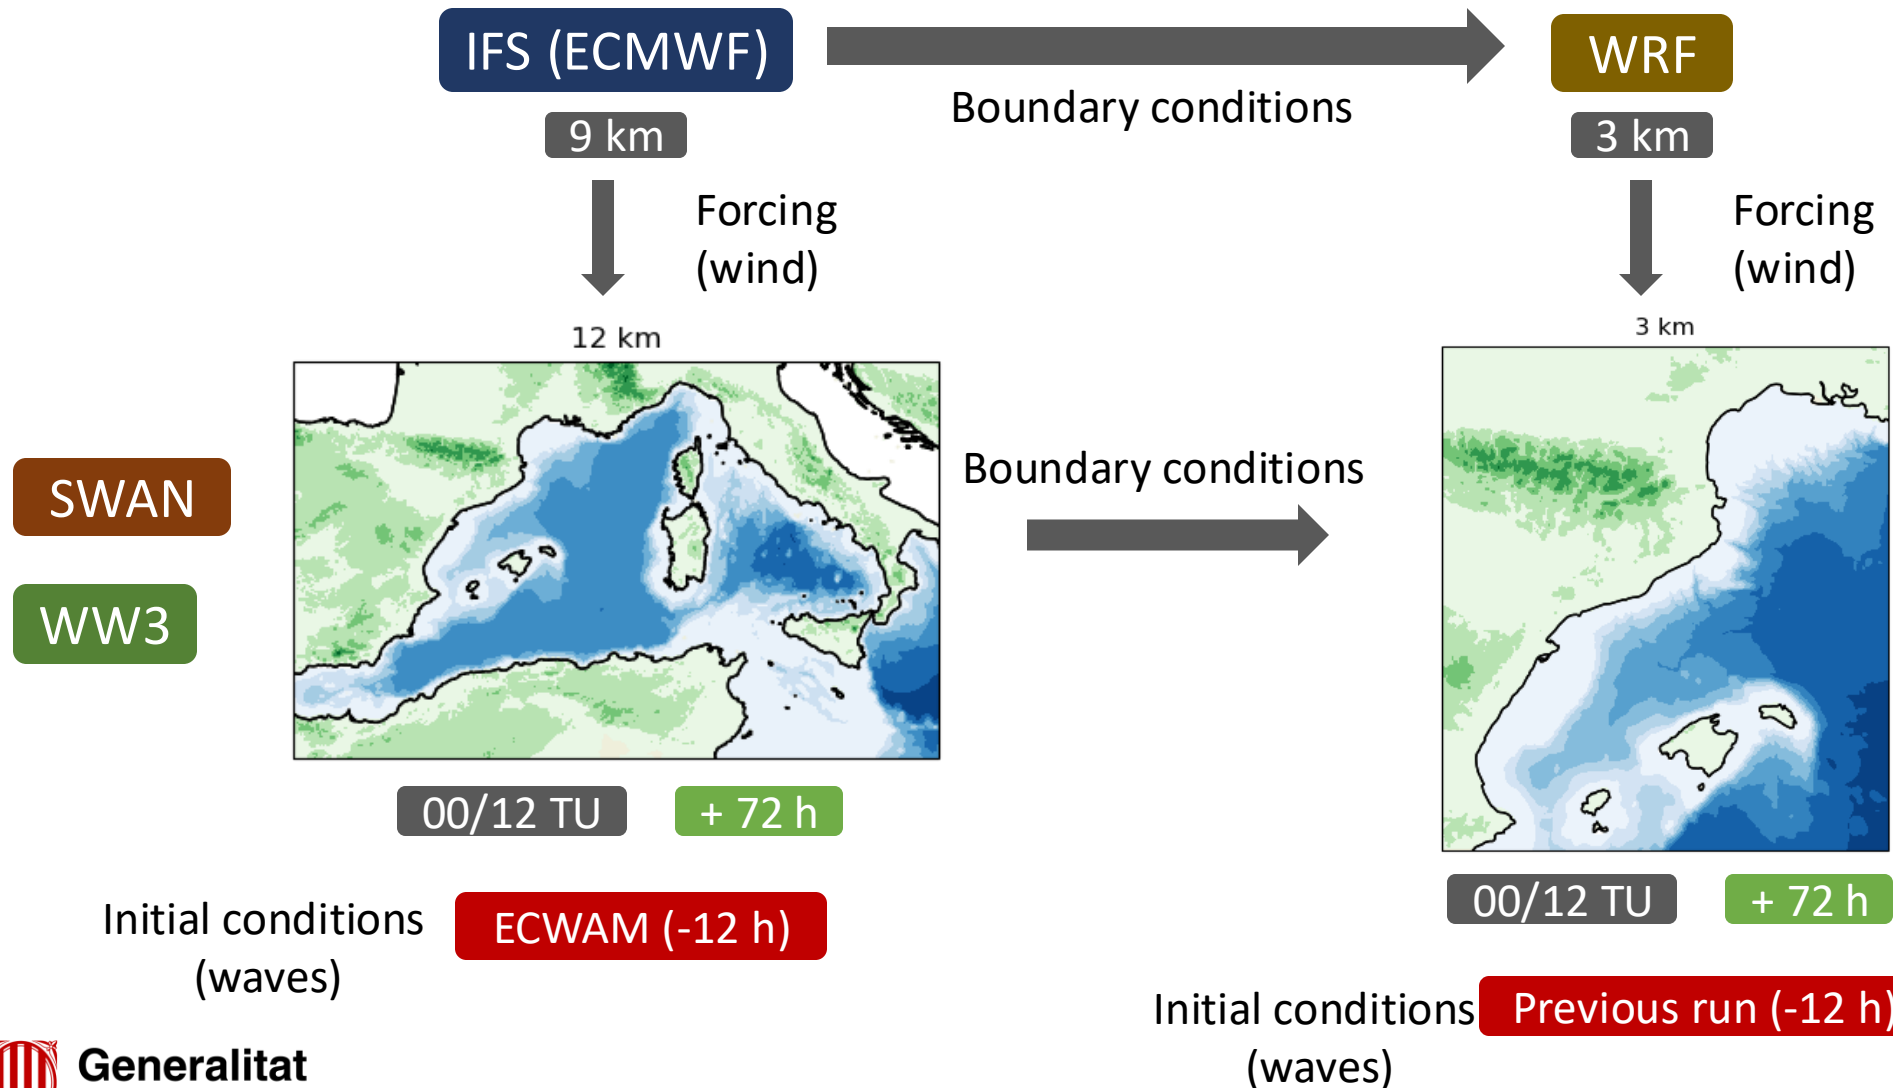 IFS (ECMWF)
WRF
Boundary conditions
9 km
3 km
Forcing
(wind)
Forcing
(wind)
12 km
3 km
SWAN
WW3
Boundary conditions
00/12 TU
+ 72 h
00/12 TU
+ 72 h
Initial conditions
(waves)
ECWAM (-12 h)
Initial conditions
(waves)
Previous run (-12 h)
Generalitat